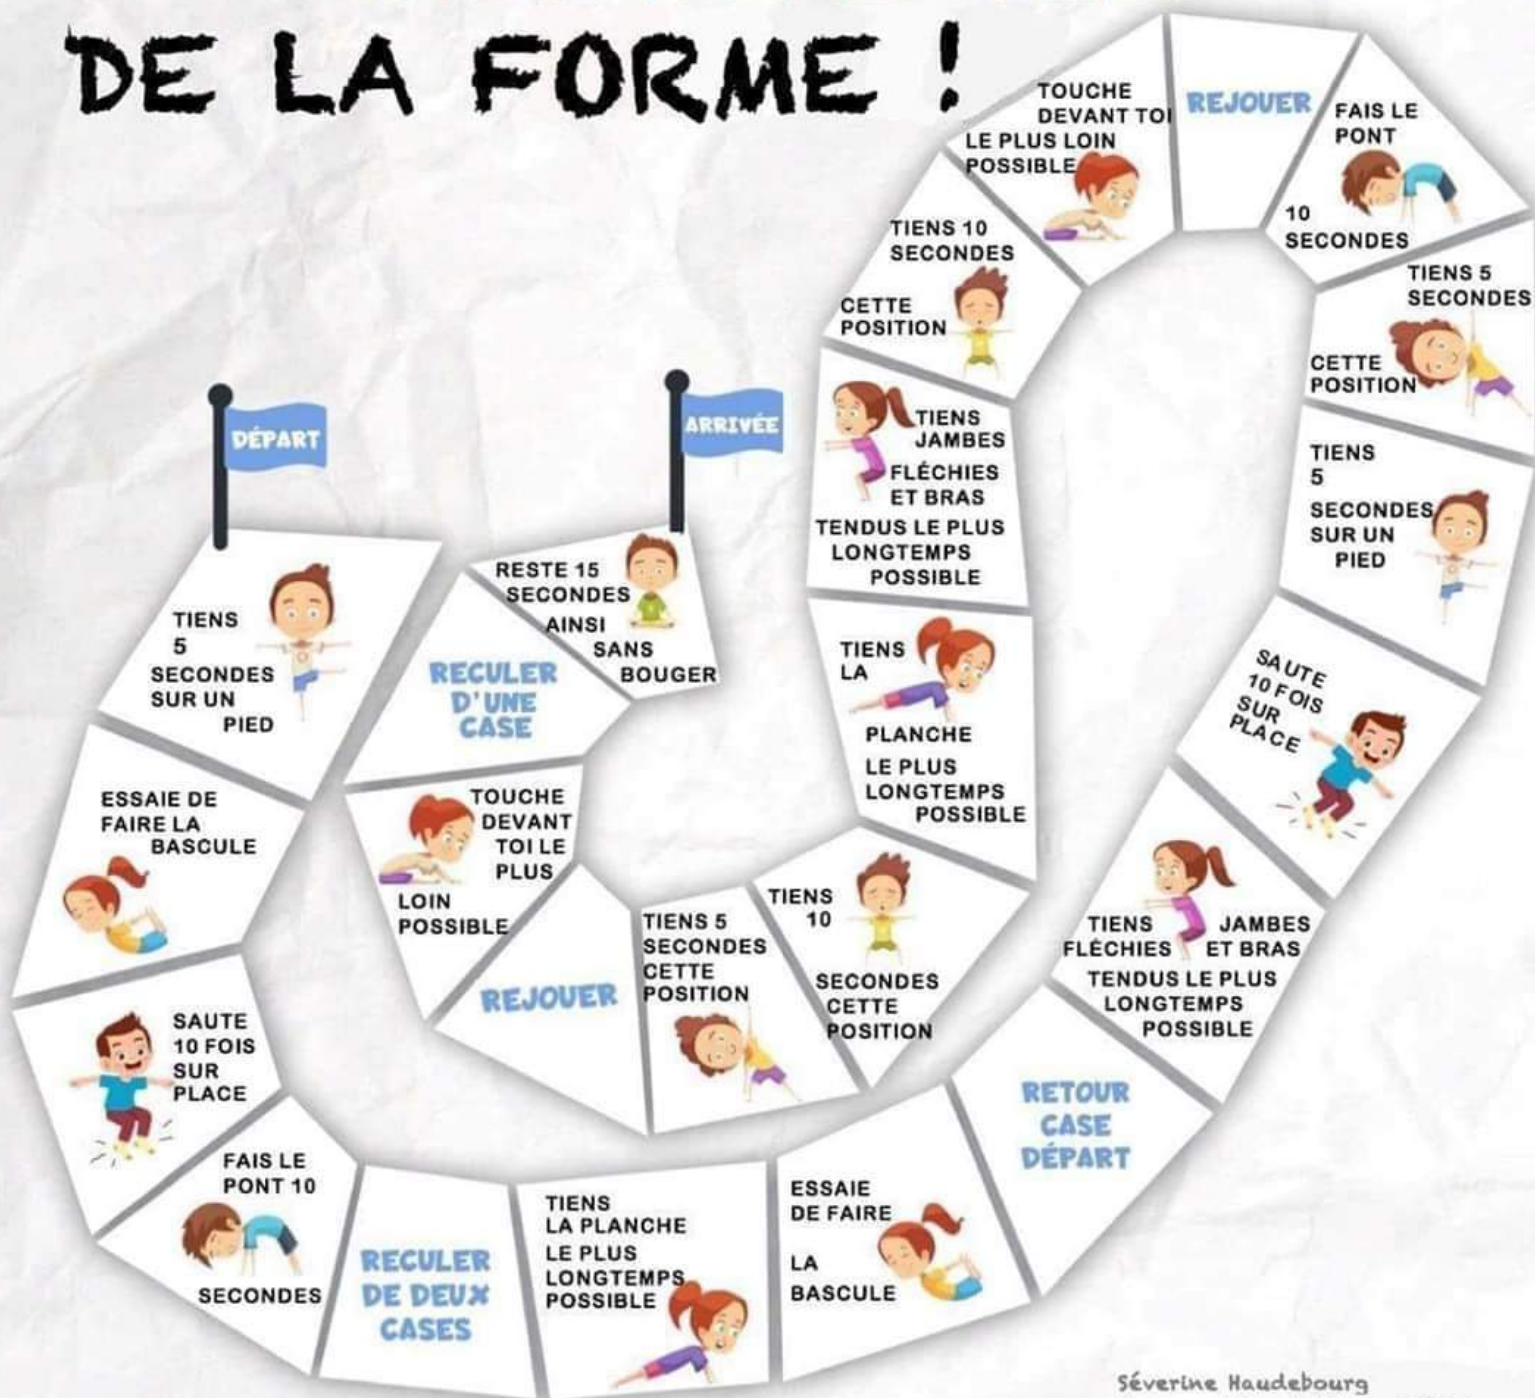 DE LA FORME !
DÉPART
TIENS
5
SECONDES
SUR UN
PIED
ESSAIE DE
FAIRE LA
BASCULE
SAUTE
10 FOIS
SUR
PLACE
FAIS LE
PONT 10
SECONDES
RECULER
DE DEUX
CASES
TIENS
LA PLANCHE
LE PLUS
LONGTEMPS
POSSIBLE
ESSAIE
DE FAIRE
LA
BASCULE
RETOUR
CASE
DÉPART
TIENS JAMBES
FLÉCHIES ET BRAS
TENDUS LE PLUS
LONGTEMPS
POSSIBLE
SAUTE
10 FOIS
SUR
PLACE
TIENS
5
SECONDES
SUR UN
PIED
TIENS 5
SECONDES
CETTE
POSITION
FAIS LE
PONT
10
SECONDES
REJOUER
TOUCHE
DEVANT TOI
LE PLUS LOIN
POSSIBLE
TIENS 10
SECONDES
CETTE
POSITION
TIENS
JAMBES
FLÉCHIES
ET BRAS
TENDUS LE PLUS
LONGTEMPS
POSSIBLE
TIENS
LA
PLANCHE
LE PLUS
LONGTEMPS
POSSIBLE
TIENS
10
SECONDES
CETTE
POSITION
TIENS 5
SECONDES
CETTE
POSITION
REJOUER
TOUCHE
DEVANT
TOI LE
PLUS
LOIN
POSSIBLE
RECULER
D'UNE
CASE
RESTE 15
SECONDES
AINSI
SANS
BOUGER
ARRIVÉE
Séverine Haudebourg